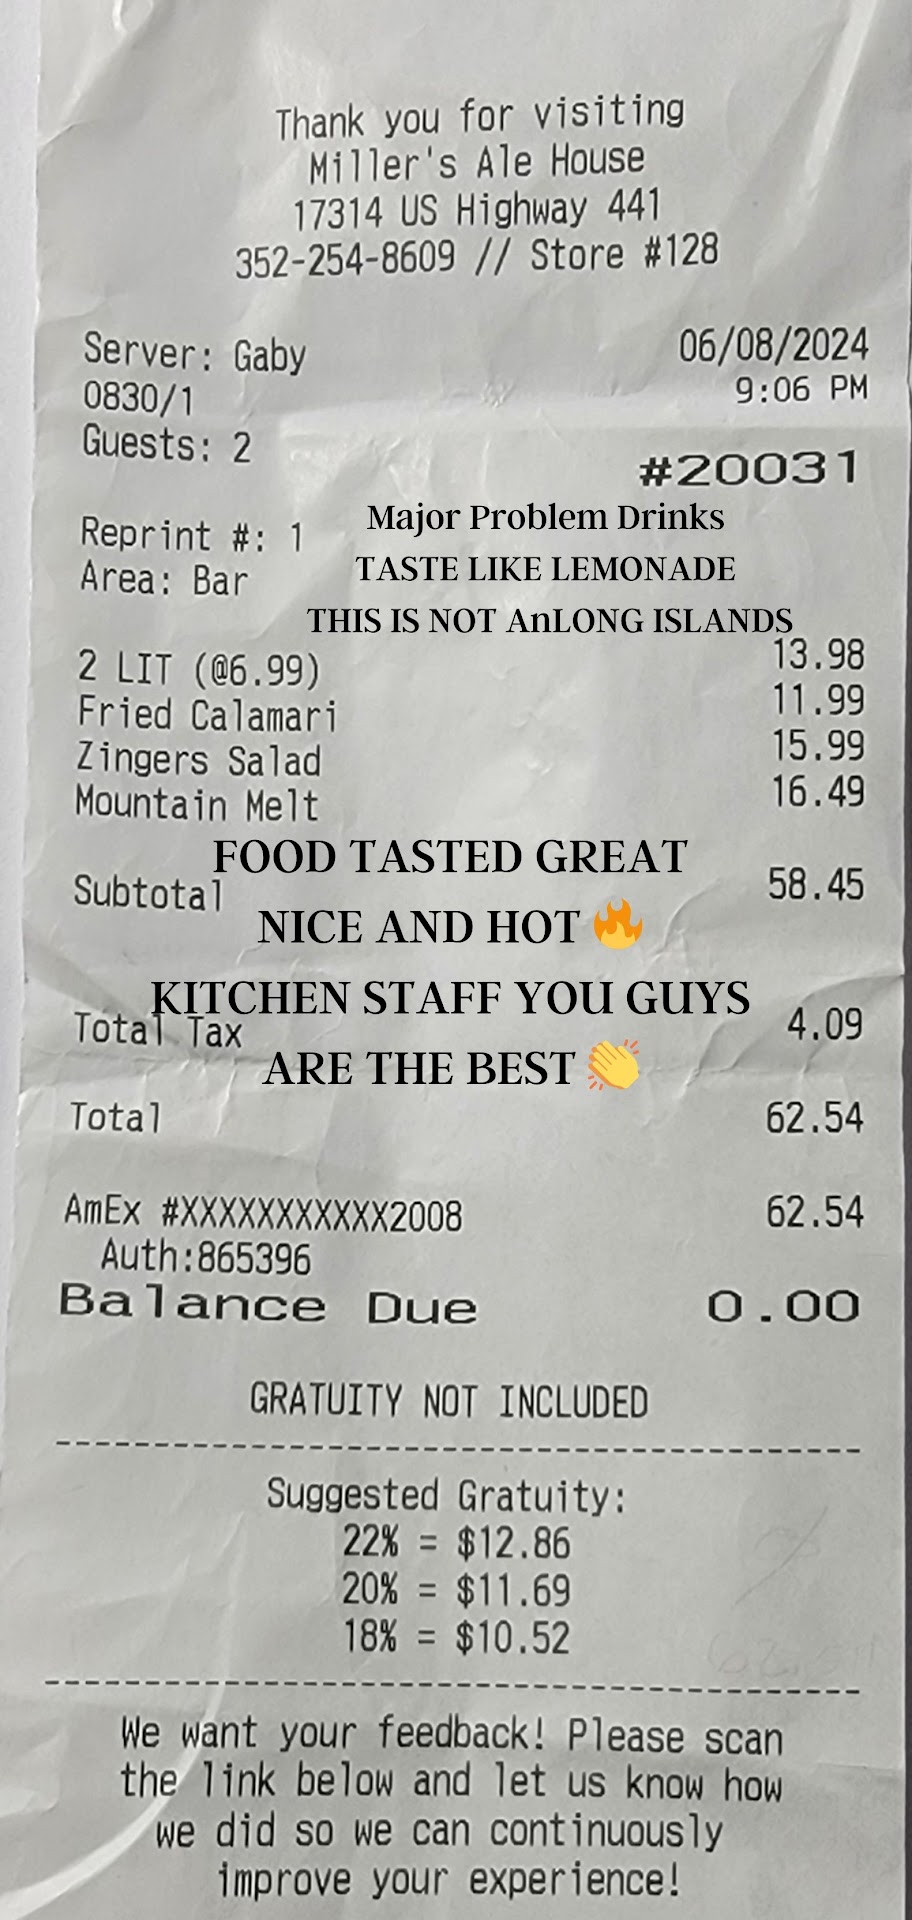 Thank you for visiting
Miller's Ale House
17314 US Highway 441
352-254-8609 // Store #128
Server: Gaby 06/08/2024
0830/1 9:06 PM
Guests: 2
#20031
Major Problem Drinks
Reprint #: 1
TASTE LIKE LEMONADE
Area: Bar
THIS IS NOT AnLONG ISLANDS
2 LIT (@6.99) 13.98
Fried Calamari 11.99
Zingers Salad 15.99
Mountain Melt 16.49
FOOD TASTED GREAT
Subtotal 58.45
NICE AND HOT 🔥
KITCHEN STAFF YOU GUYS
Total Tax 4.09
ARE THE BEST 👏
Total 62.54
AmEx #XXXXXXXXXXX2008 62.54
Auth:865396
Balance Due 0.00
GRATUITY NOT INCLUDED
Suggested Gratuity:
22% = $12.86
20% = $11.69
18% = $10.52
We want your feedback! Please scan
the link below and let us know how
we did so we can continuously
improve your experience!